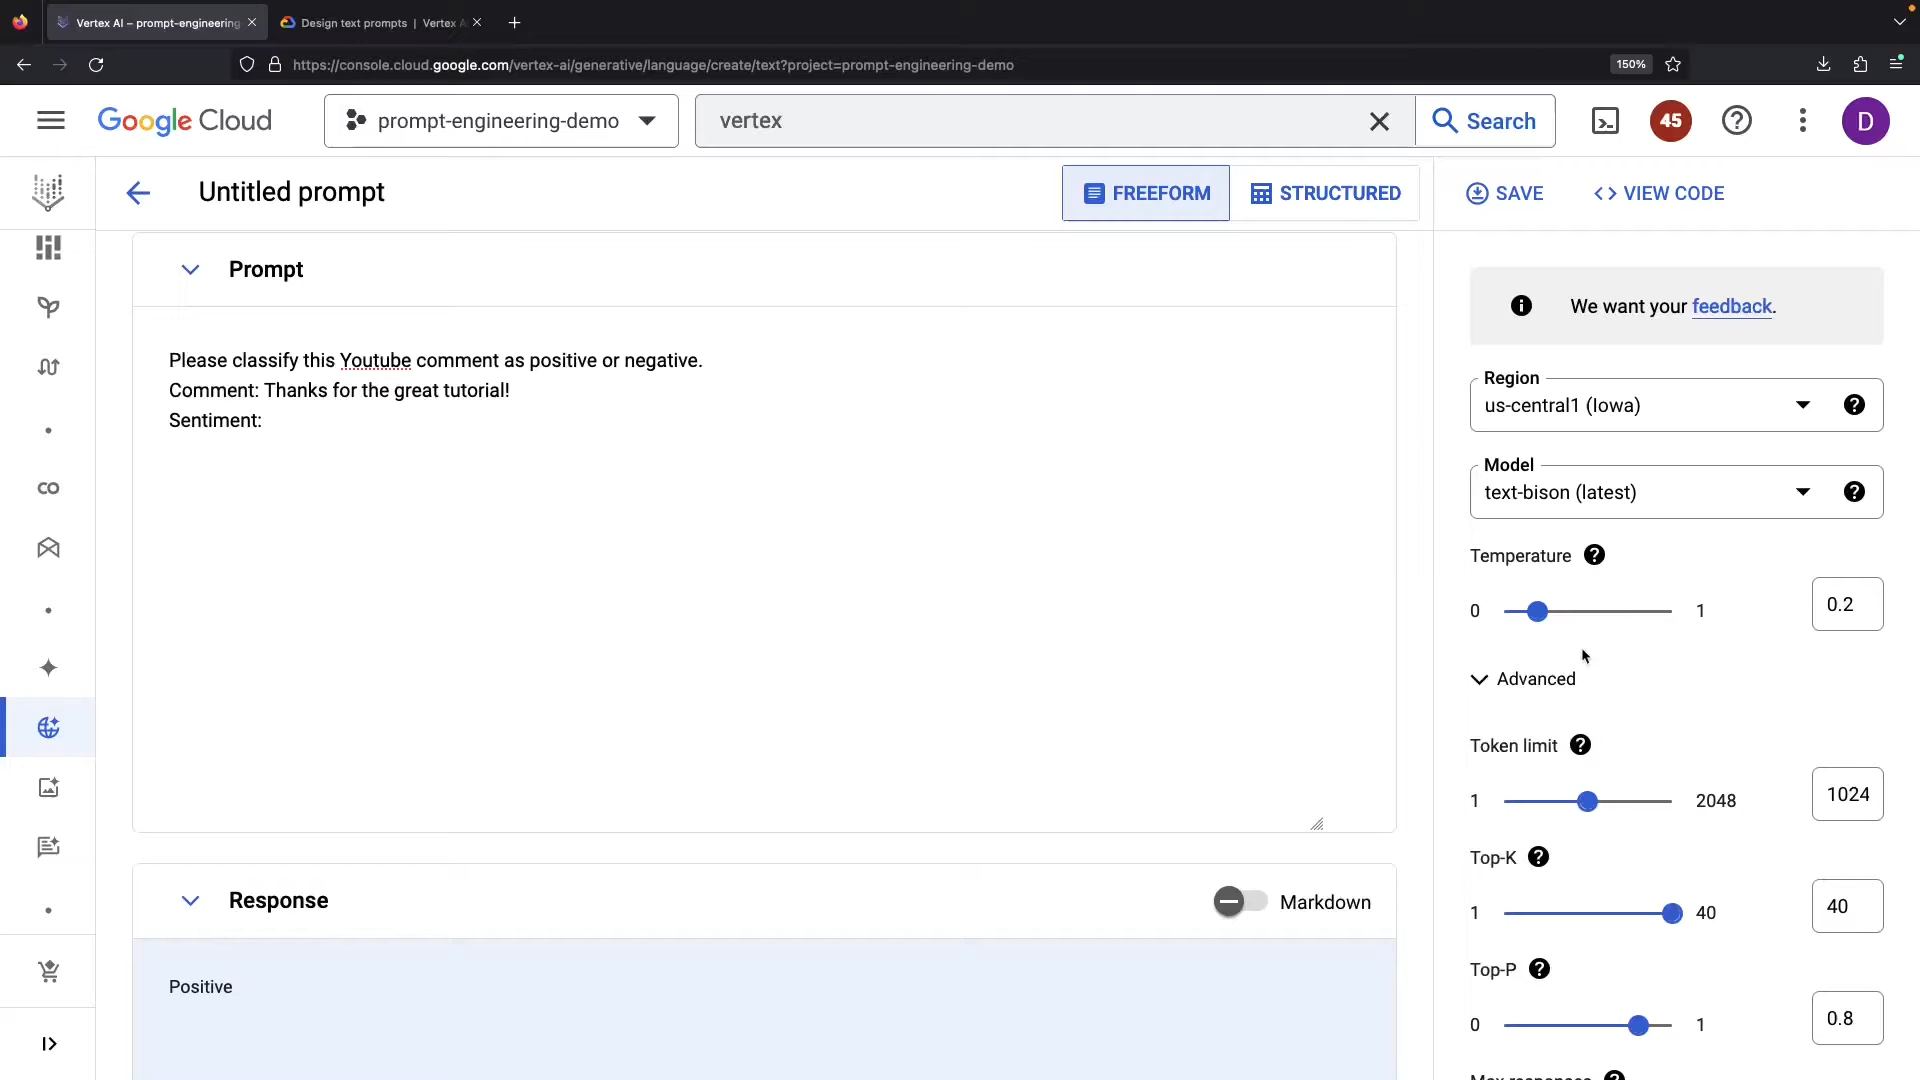 Vertex AI – prompt-engineering
Design text prompts | Vertex A
https://console.cloud.google.com/vertex-ai/generative/language/create/text?project=prompt-engineering-demo
150%
Google Cloud
prompt-engineering-demo
vertex
Search
45
D
Untitled prompt
FREEFORM
STRUCTURED
SAVE
VIEW CODE
Prompt
Please classify this Youtube comment as positive or negative.
Comment: Thanks for the great tutorial!
Sentiment:
Response
Markdown
Positive
We want your feedback.
Region
us-central1 (Iowa)
Model
text-bison (latest)
Temperature
0
1
0.2
Advanced
Token limit
1
2048
1024
Top-K
1
40
40
Top-P
0
1
0.8
Max responses